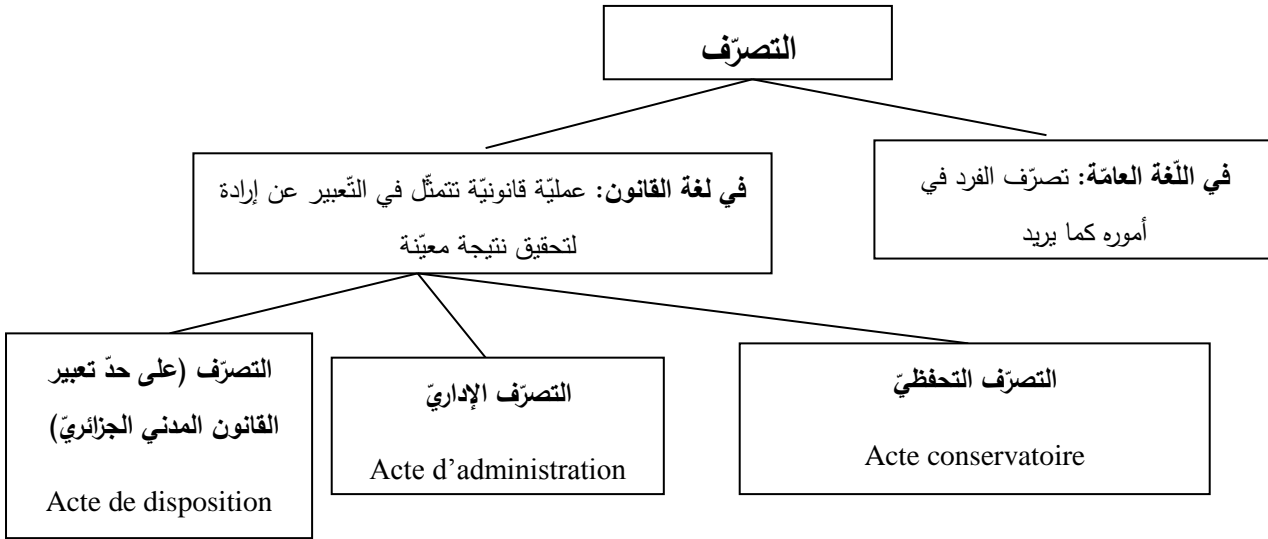 التصرّف
في اللّغة العامّة: تصرّف الفرد في
أموره كما يريد
في لغة القانون: عمليّة قانونيّة تتمثّل في التّعبير عن إرادة
لتحقيق نتيجة معيّنة
التصرّف التحفظيّ
Acte conservatoire
التصرّف الإداريّ
Acte d’administration
التصرّف (على حدّ تعبير
القانون المدني الجزائريّ)
Acte de disposition